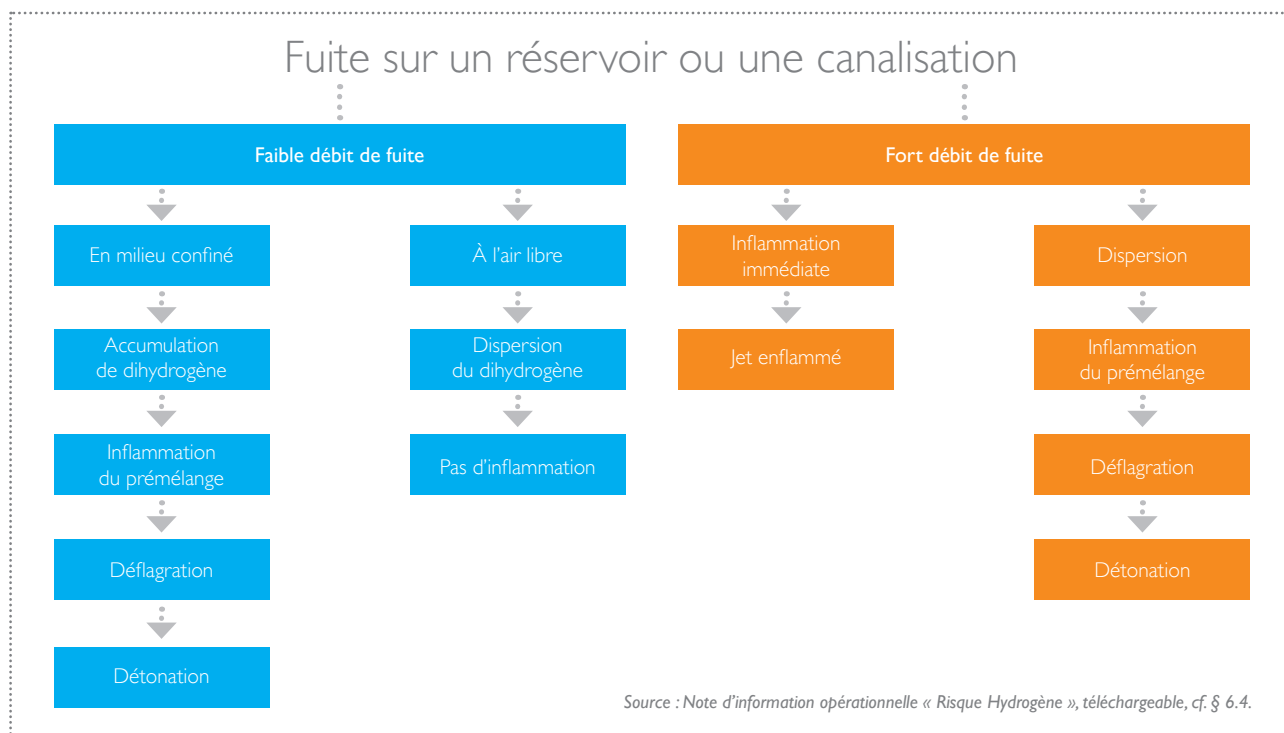 Fuite sur un réservoir ou une canalisation
Faible débit de fuite
Fort débit de fuite
En milieu confiné
À l'air libre
Inflammation
immédiate
Dispersion
Accumulation
de dihydrogène
Dispersion
du dihydrogène
Jet enflammé
Inflammation
du prémélange
Inflammation
du prémélange
Pas d'inflammation
Déflagration
Déflagration
Détonation
Détonation
Source : Note d'information opérationnelle « Risque Hydrogène », téléchargeable, cf. § 6.4.